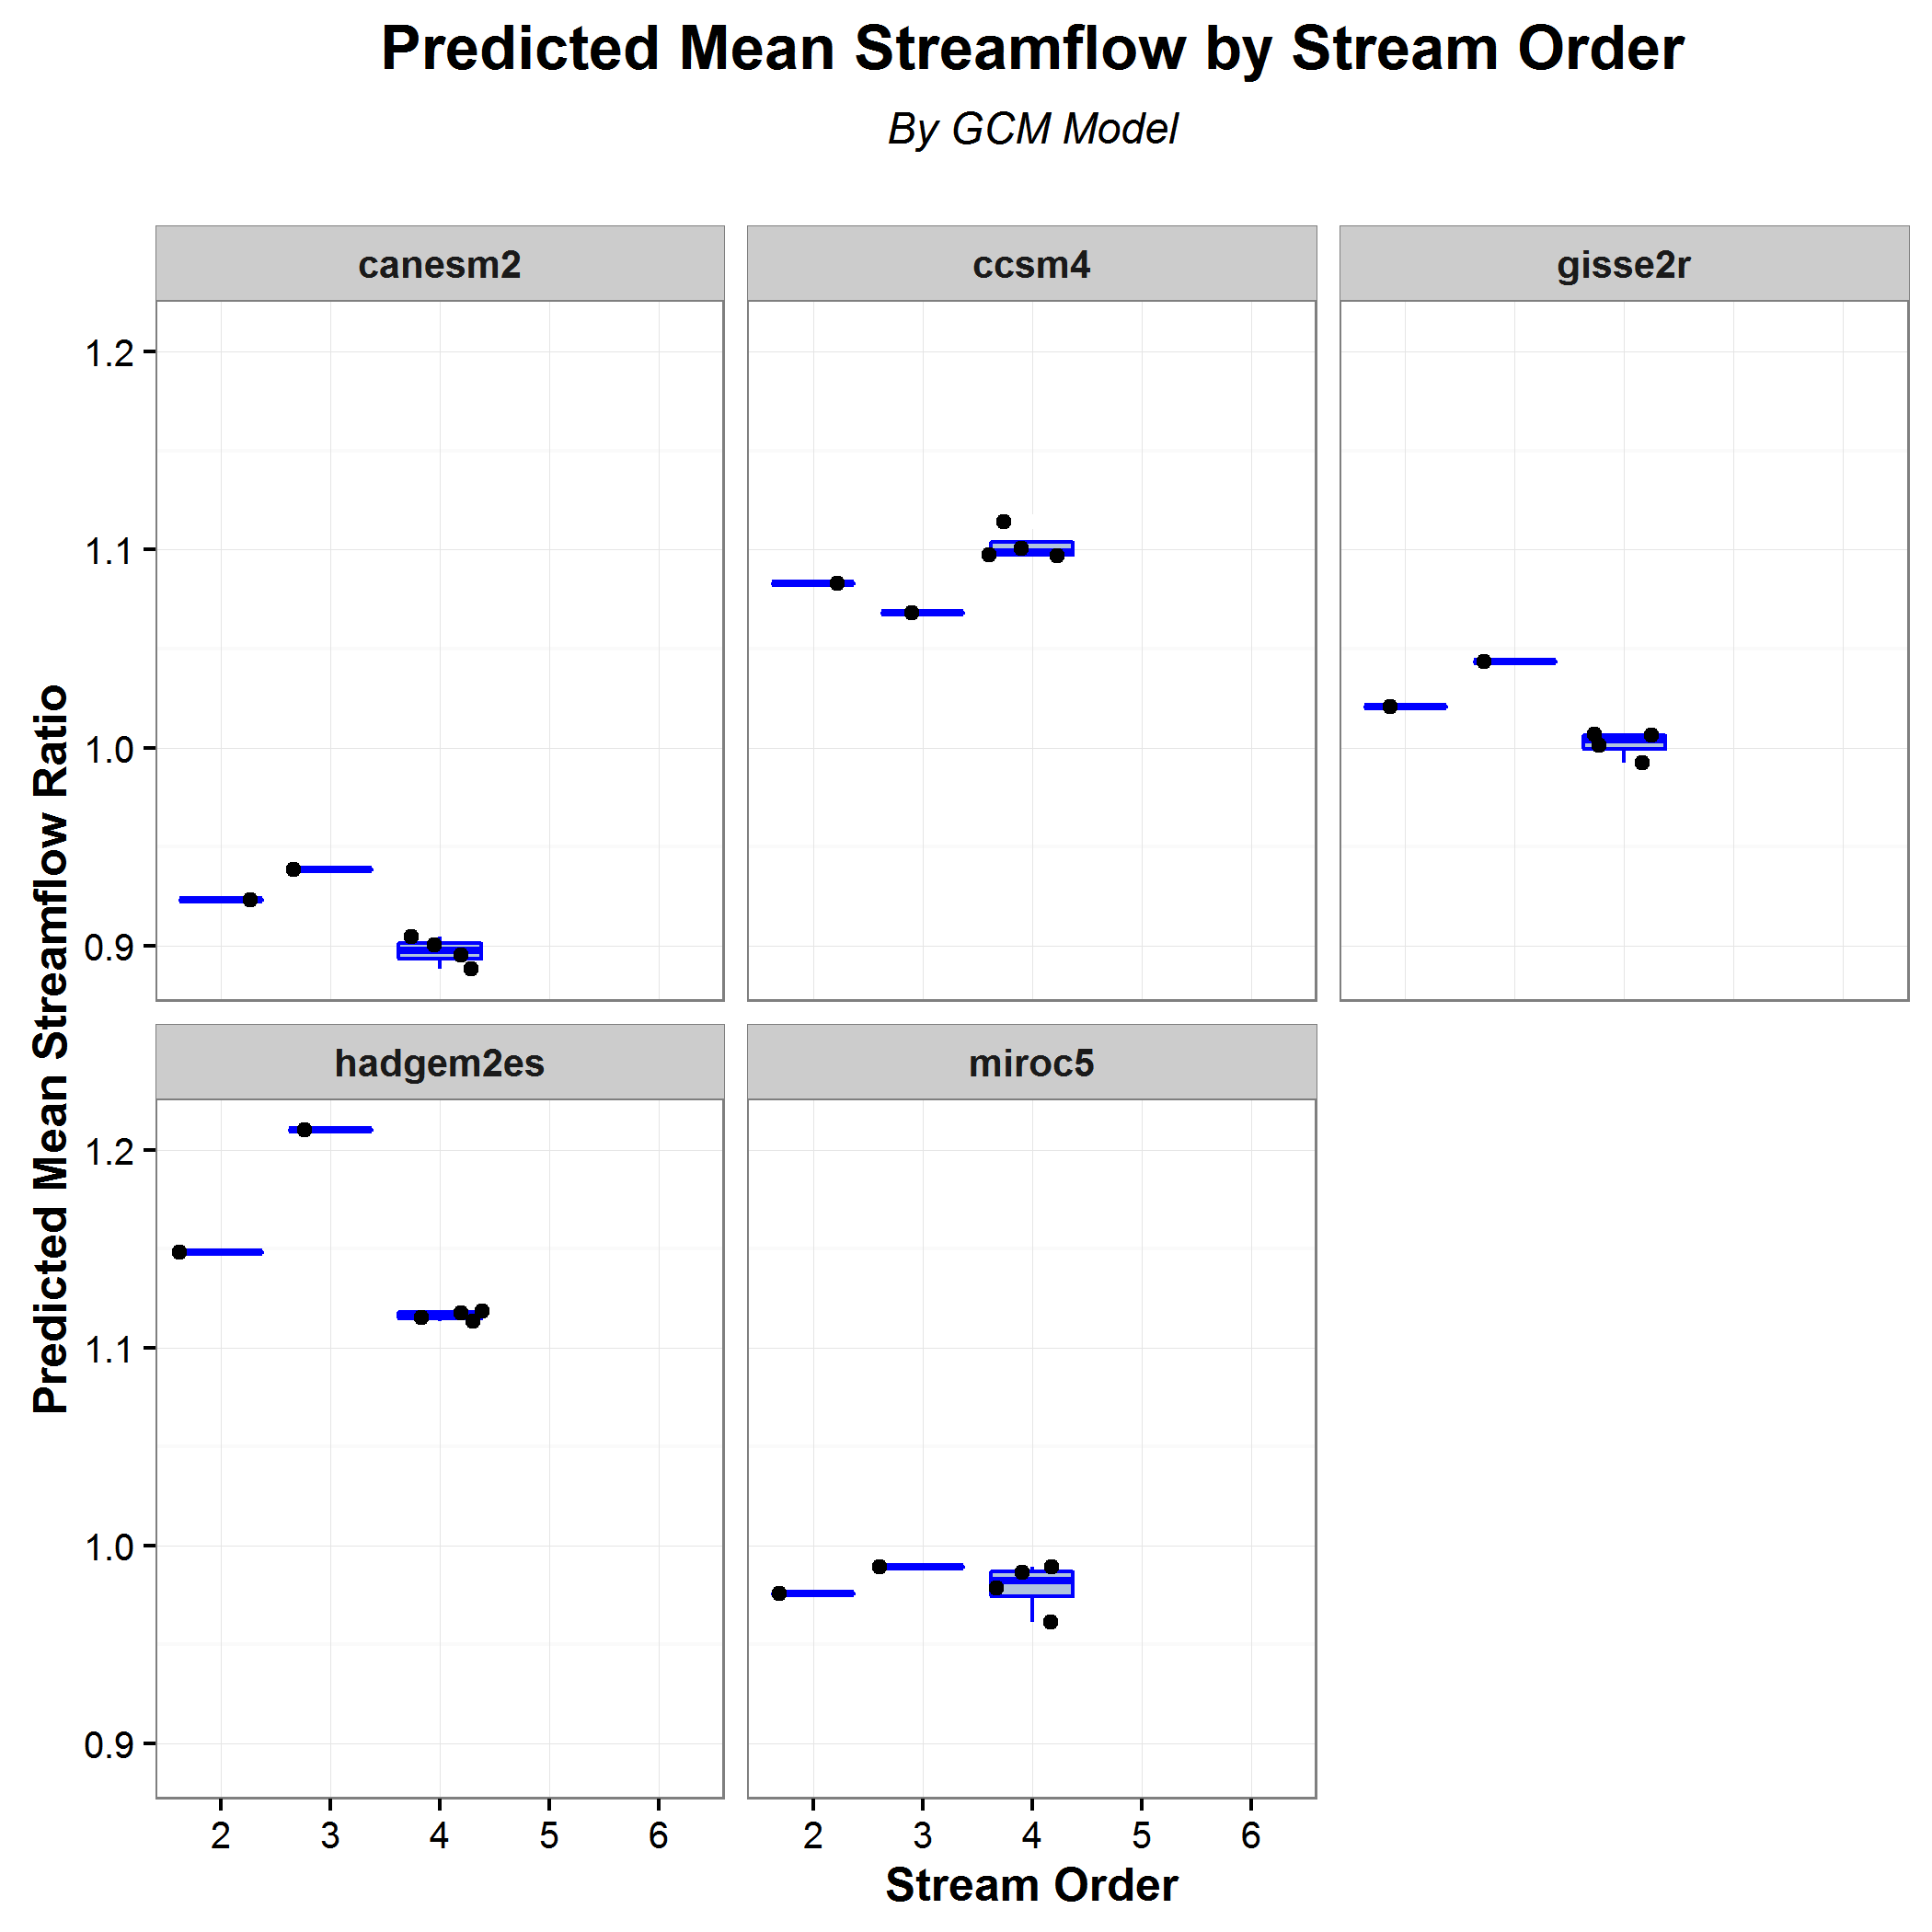 Predicted Mean Streamflow by Stream Order
By GCM Model
canesm2
ccsm4
gisse2r
1.2
1.1
1.0
0.9
Predicted Mean Streamflow Ratio
hadgem2es
miroc5
1.2
1.1
1.0
0.9
2 3 4 5 6
2 3 4 5 6
Stream Order